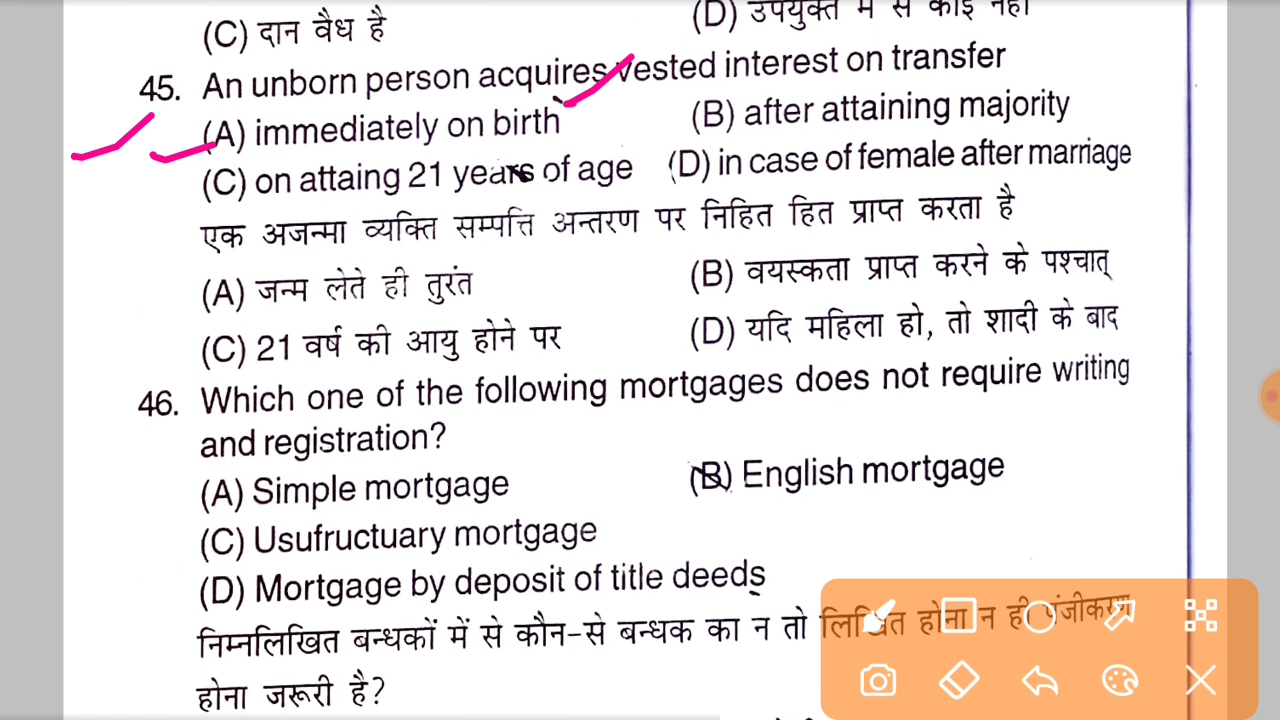 (C) दान वैध है (D) उपर्युक्त में से कोई नहीं
45. An unborn person acquires vested interest on transfer
(A) immediately on birth (B) after attaining majority
(C) on attaing 21 years of age (D) in case of female after marriage
एक अजन्मा व्यक्ति सम्पत्ति अन्तरण पर निहित हित प्राप्त करता है
(A) जन्म लेते ही तुरंत (B) वयस्कता प्राप्त करने के पश्चात्
(C) 21 वर्ष की आयु होने पर (D) यदि महिला हो, तो शादी के बाद
46. Which one of the following mortgages does not require writing
and registration?
(A) Simple mortgage (B) English mortgage
(C) Usufructuary mortgage
(D) Mortgage by deposit of title deeds
निम्नलिखित बन्धकों में से कौन-से बन्धक का न तो लिखित होना न ही पंजीकरण
होना जरूरी है?